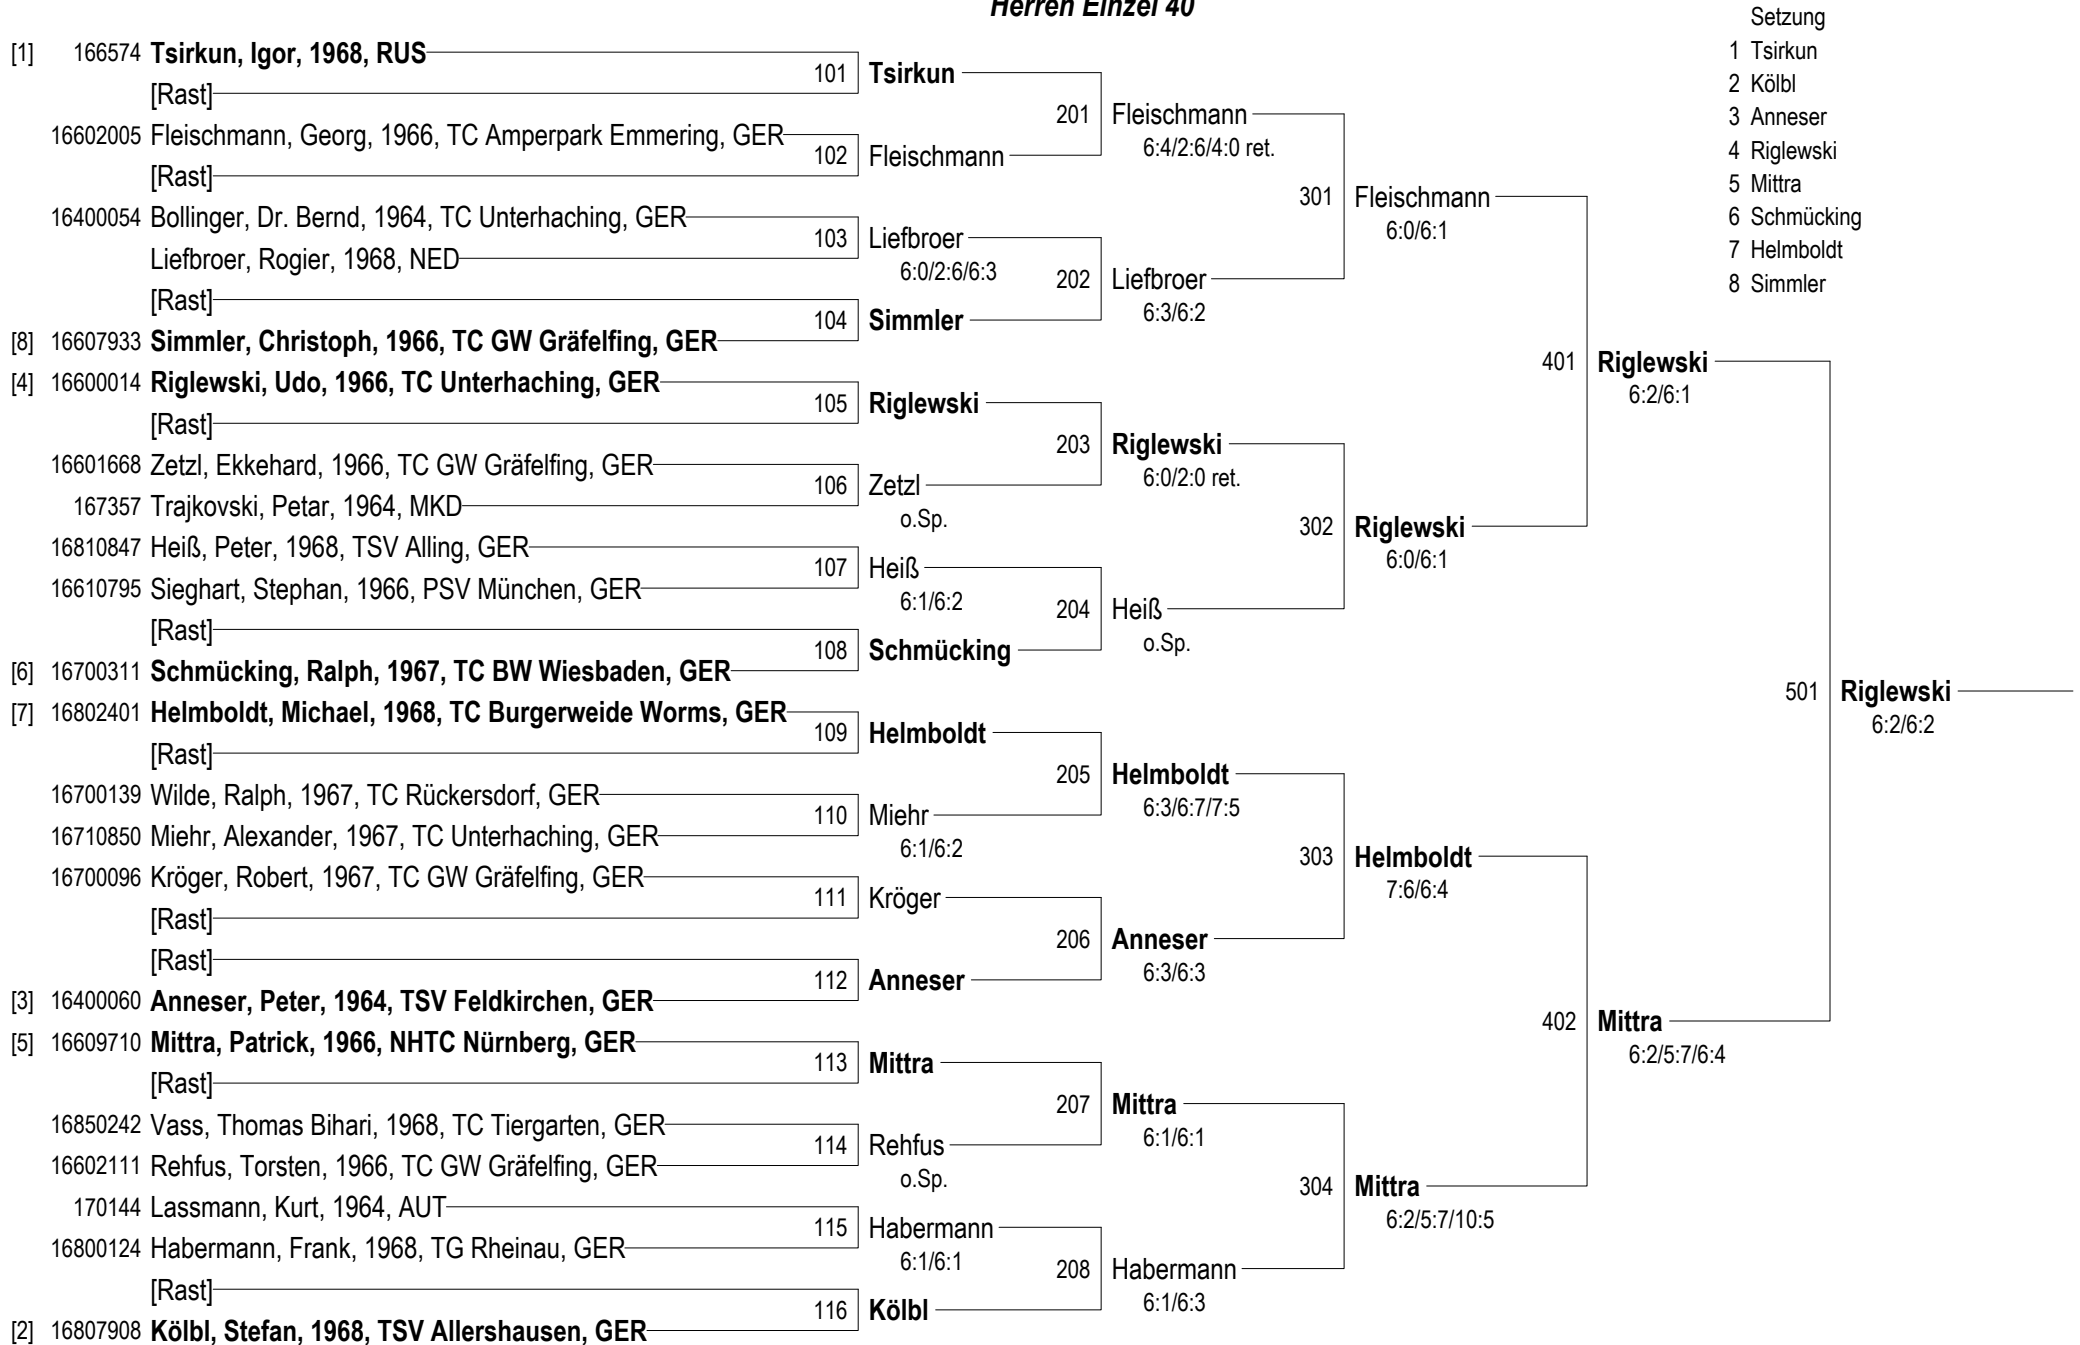 Herren Einzel 40
Setzung
1 Tsirkun
2 Kölbl
3 Anneser
4 Riglewski
5 Mittra
6 Schmücking
7 Helmboldt
8 Simmler
[1] 166574 Tsirkun, Igor, 1968, RUS
[Rast]
16602005 Fleischmann, Georg, 1966, TC Amperpark Emmering, GER
[Rast]
16400054 Bollinger, Dr. Bernd, 1964, TC Unterhaching, GER
Liefbroer, Rogier, 1968, NED
[Rast]
[8] 16607933 Simmler, Christoph, 1966, TC GW Gräfelfing, GER
[4] 16600014 Riglewski, Udo, 1966, TC Unterhaching, GER
[Rast]
16601668 Zetzl, Ekkehard, 1966, TC GW Gräfelfing, GER
167357 Trajkovski, Petar, 1964, MKD
16810847 Heiß, Peter, 1968, TSV Alling, GER
16610795 Sieghart, Stephan, 1966, PSV München, GER
[Rast]
[6] 16700311 Schmücking, Ralph, 1967, TC BW Wiesbaden, GER
[7] 16802401 Helmboldt, Michael, 1968, TC Burgerweide Worms, GER
[Rast]
16700139 Wilde, Ralph, 1967, TC Rückersdorf, GER
16710850 Miehr, Alexander, 1967, TC Unterhaching, GER
16700096 Kröger, Robert, 1967, TC GW Gräfelfing, GER
[Rast]
[Rast]
[3] 16400060 Anneser, Peter, 1964, TSV Feldkirchen, GER
[5] 16609710 Mittra, Patrick, 1966, NHTC Nürnberg, GER
[Rast]
16850242 Vass, Thomas Bihari, 1968, TC Tiergarten, GER
16602111 Rehfus, Torsten, 1966, TC GW Gräfelfing, GER
170144 Lassmann, Kurt, 1964, AUT
16800124 Habermann, Frank, 1968, TG Rheinau, GER
[Rast]
[2] 16807908 Kölbl, Stefan, 1968, TSV Allershausen, GER
101 Tsirkun
102 Fleischmann
103 Liefbroer
6:0/2:6/6:3
104 Simmler
105 Riglewski
106 Zetzl
o.Sp.
107 Heiß
6:1/6:2
108 Schmücking
109 Helmboldt
110 Miehr
6:1/6:2
111 Kröger
112 Anneser
113 Mittra
114 Rehfus
o.Sp.
115 Habermann
6:1/6:1
116 Kölbl
201 Fleischmann
6:4/2:6/4:0 ret.
202 Liefbroer
6:3/6:2
203 Riglewski
6:0/2:0 ret.
204 Heiß
o.Sp.
205 Helmboldt
6:3/6:7/7:5
206 Anneser
6:3/6:3
207 Mittra
6:1/6:1
208 Habermann
6:1/6:3
301 Fleischmann
6:0/6:1
302 Riglewski
6:0/6:1
303 Helmboldt
7:6/6:4
304 Mittra
6:2/5:7/10:5
401 Riglewski
6:2/6:1
402 Mittra
6:2/5:7/6:4
501 Riglewski
6:2/6:2